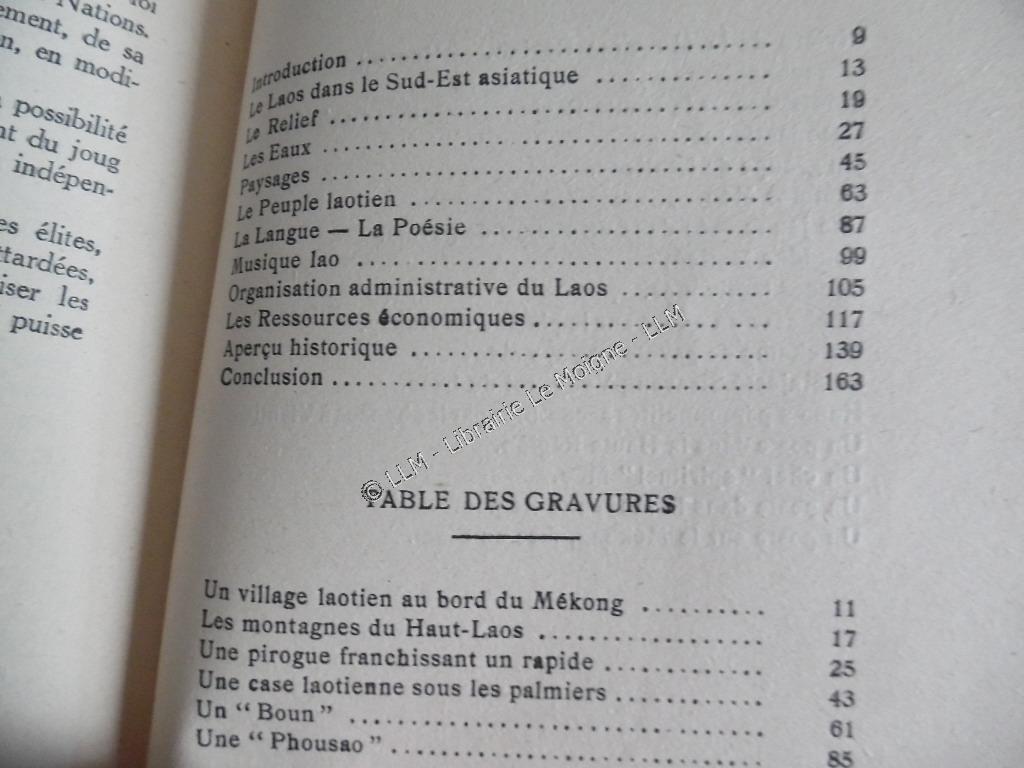 Nations.
ement, de sa
n, en modi-
possibilité
nt du joug
indépen-
es élites,
ttardées,
iser les
puisse
Introduction .......... 9
Le Laos dans le Sud-Est asiatique .......... 13
Le Relief .......... 19
Les Eaux .......... 27
Paysages .......... 45
Le Peuple laotien .......... 63
La Langue — La Poésie .......... 87
Musique lao .......... 99
Organisation administrative du Laos .......... 105
Les Ressources économiques .......... 117
Aperçu historique .......... 139
Conclusion .......... 163
© LLM - Librairie Le Moigne - LLM
TABLE DES GRAVURES
Un village laotien au bord du Mékong .......... 11
Les montagnes du Haut-Laos .......... 17
Une pirogue franchissant un rapide .......... 25
Une case laotienne sous les palmiers .......... 43
Un “ Boun ” .......... 61
Une “ Phousao ” .......... 85